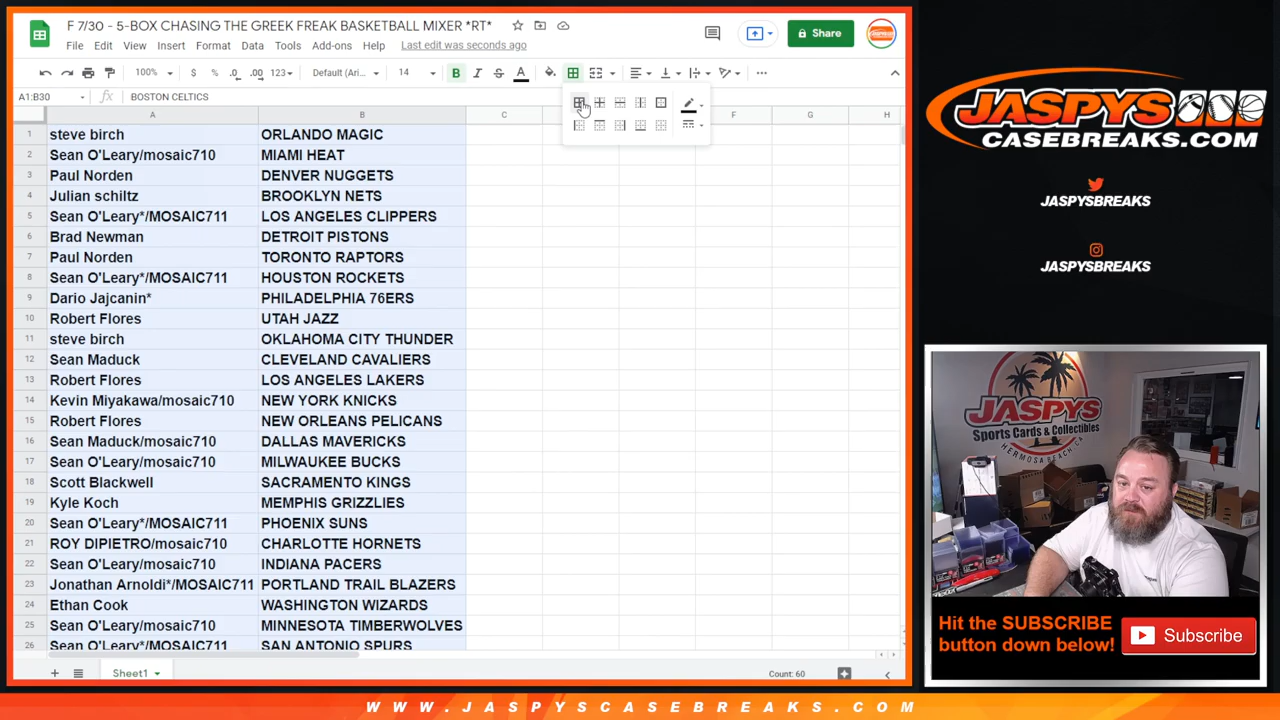 F 7/30 - 5-BOX CHASING THE GREEK FREAK BASKETBALL MIXER *RT*
File Edit View Insert Format Data Tools Add-ons Help Last edit was seconds ago
Share
100% $ % .0 .00 123 Default (Ari... 14 B I S A
A1:B30 fx BOSTON CELTICS
A B C F G H
1 steve birch ORLANDO MAGIC
2 Sean O'Leary/mosaic710 MIAMI HEAT
3 Paul Norden DENVER NUGGETS
4 Julian schiltz BROOKLYN NETS
5 Sean O'Leary*/MOSAIC711 LOS ANGELES CLIPPERS
6 Brad Newman DETROIT PISTONS
7 Paul Norden TORONTO RAPTORS
8 Sean O'Leary*/MOSAIC711 HOUSTON ROCKETS
9 Dario Jajcanin* PHILADELPHIA 76ERS
10 Robert Flores UTAH JAZZ
11 steve birch OKLAHOMA CITY THUNDER
12 Sean Maduck CLEVELAND CAVALIERS
13 Robert Flores LOS ANGELES LAKERS
14 Kevin Miyakawa/mosaic710 NEW YORK KNICKS
15 Robert Flores NEW ORLEANS PELICANS
16 Sean Maduck/mosaic710 DALLAS MAVERICKS
17 Sean O'Leary/mosaic710 MILWAUKEE BUCKS
18 Scott Blackwell SACRAMENTO KINGS
19 Kyle Koch MEMPHIS GRIZZLIES
20 Sean O'Leary*/MOSAIC711 PHOENIX SUNS
21 ROY DIPIETRO/mosaic710 CHARLOTTE HORNETS
22 Sean O'Leary/mosaic710 INDIANA PACERS
23 Jonathan Arnoldi*/MOSAIC711 PORTLAND TRAIL BLAZERS
24 Ethan Cook WASHINGTON WIZARDS
25 Sean O'Leary/mosaic710 MINNESOTA TIMBERWOLVES
26 Sean O'Leary*/MOSAIC711 SAN ANTONIO SPURS
Sheet1
Count: 60
JASPYS
CASEBREAKS.COM
JASPYSBREAKS
JASPYSBREAKS
JASPYS
Sports Cards & Collectibles
HERMOSA BEACH, CA
Hit the SUBSCRIBE
button down below!
Subscribe
WWW.JASPYSCASEBREAKS.COM